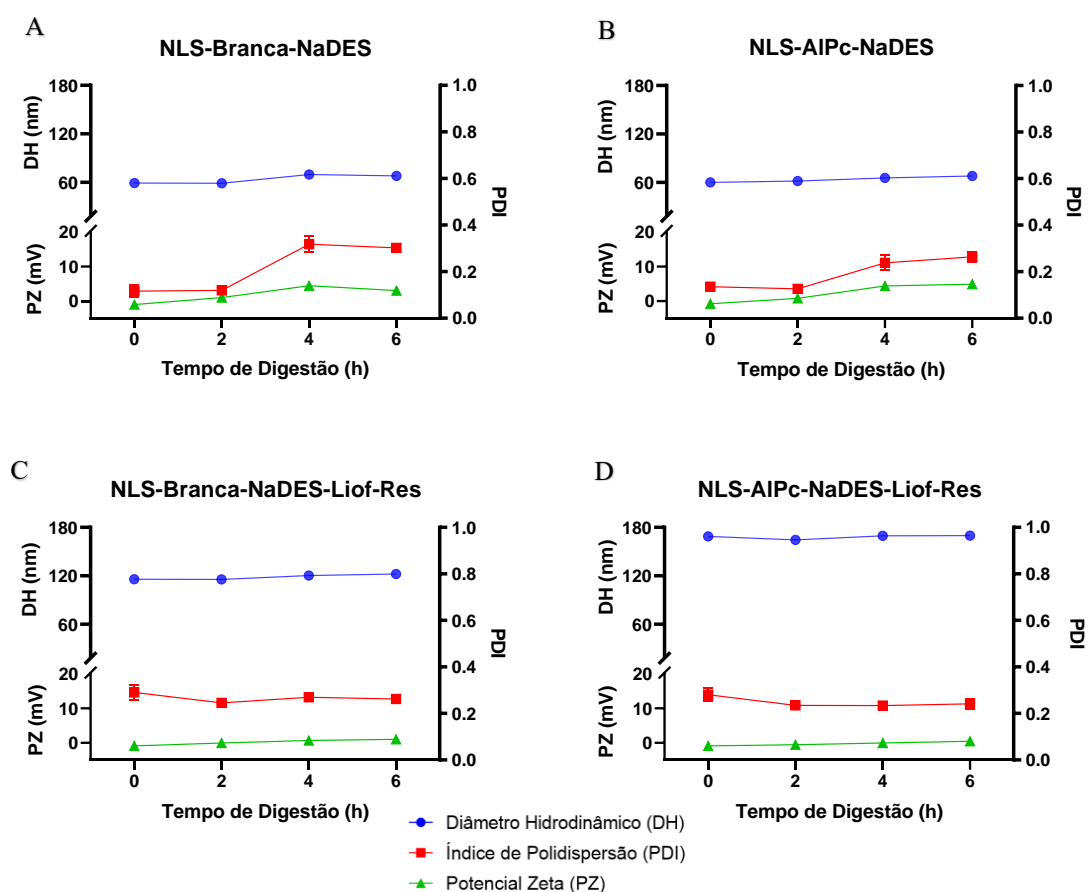 A
NLS-Branca-NaDES
DH (nm)
PZ (mV)
180
120
60
20
10
0
1.0
0.8
0.6
0.4
0.2
0.0
PDI
0 2 4 6
Tempo de Digestão (h)
B
NLS-AlPc-NaDES
DH (nm)
PZ (mV)
180
120
60
20
10
0
1.0
0.8
0.6
0.4
0.2
0.0
PDI
0 2 4 6
Tempo de Digestão (h)
C
NLS-Branca-NaDES-Liof-Res
DH (nm)
PZ (mV)
180
120
60
20
10
0
1.0
0.8
0.6
0.4
0.2
0.0
PDI
0 2 4 6
Tempo de Digestão (h)
D
NLS-AlPc-NaDES-Liof-Res
DH (nm)
PZ (mV)
180
120
60
20
10
0
1.0
0.8
0.6
0.4
0.2
0.0
PDI
0 2 4 6
Tempo de Digestão (h)
Diâmetro Hidrodinâmico (DH)
Índice de Polidispersão (PDI)
Potencial Zeta (PZ)